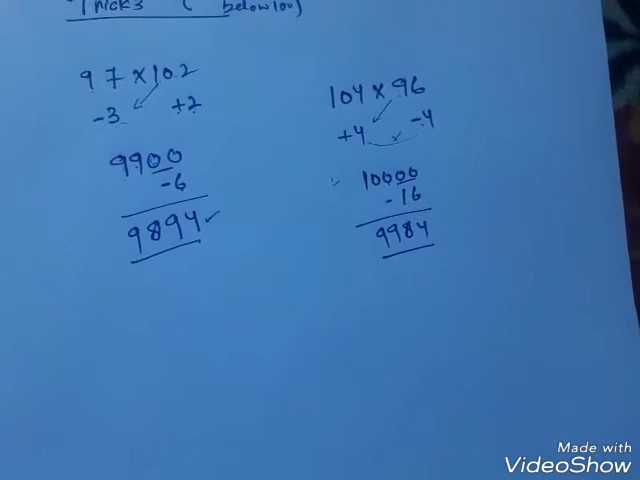 Tricks ( below 100)
97 × 102
-3 +2
9900
-6
9894 ✓
104 × 96
+4 × -4
10000
- 16
9984
Made with
VideoShow